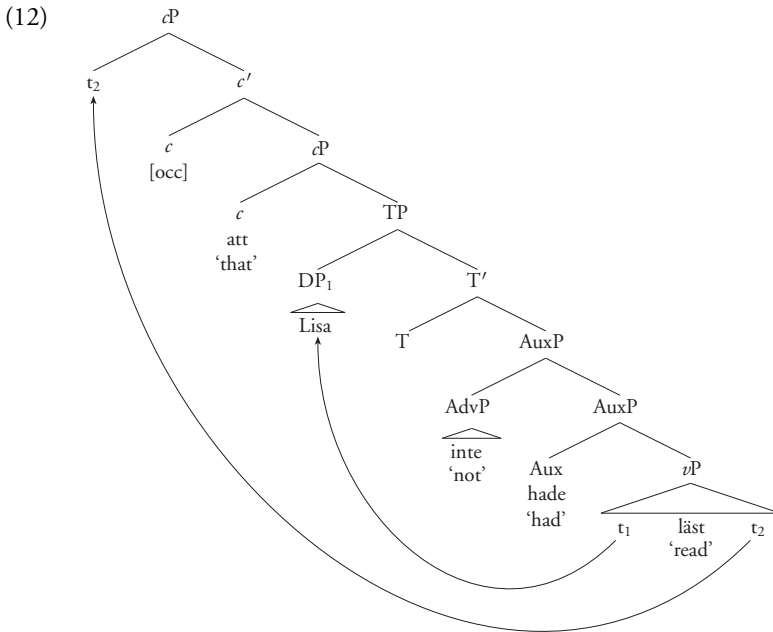 (12)
cP
t₂ c′
c cP
[occ]
c TP
att
‘that’
DP₁ T′
Lisa
T AuxP
AdvP AuxP
inte
‘not’
Aux vP
hade
‘had’
t₁ läst t₂
‘read’